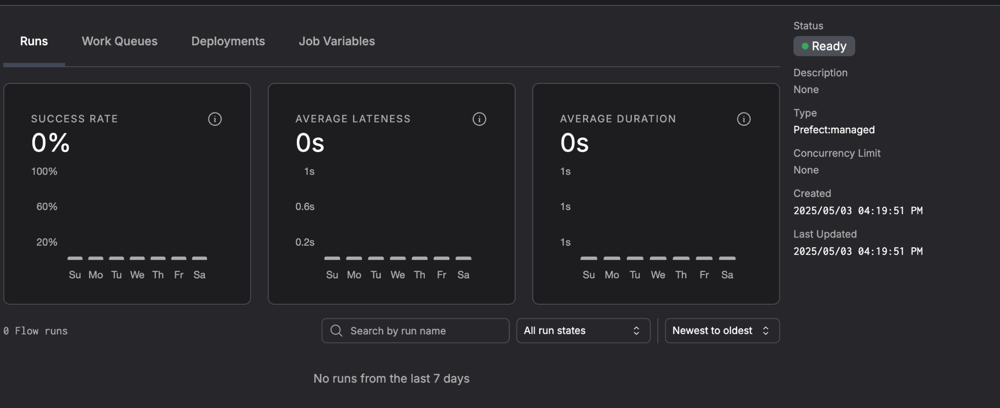 Runs Work Queues Deployments Job Variables
SUCCESS RATE
0%
100%
60%
20%
Su Mo Tu We Th Fr Sa
AVERAGE LATENESS
0s
1s
0.6s
0.2s
Su Mo Tu We Th Fr Sa
AVERAGE DURATION
0s
1s
1s
1s
Su Mo Tu We Th Fr Sa
0 Flow runs
Search by run name
All run states
Newest to oldest
No runs from the last 7 days
Status
Ready
Description
None
Type
Prefect:managed
Concurrency Limit
None
Created
2025/05/03 04:19:51 PM
Last Updated
2025/05/03 04:19:51 PM